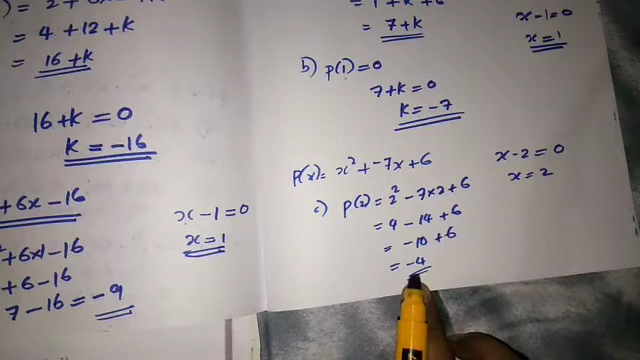 = 4 + 12 + k
= 16 + k
16 + k = 0
k = -16
+ 6x - 16
x - 1 = 0
x = 1
+ 6x1 - 16
+ 6 - 16
7 - 16 = -9
= 7 + k
x - 1 = 0
x = 1
b) p(1) = 0
7 + k = 0
k = -7
p(x) = x² + -7x + 6
x - 2 = 0
x = 2
c) p(2) = 2² - 7x2 + 6
= 4 - 14 + 6
= -10 + 6
= -4